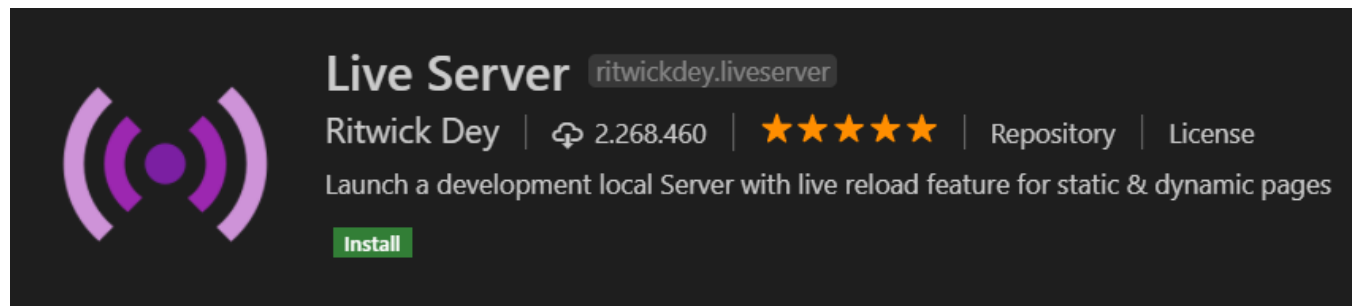 Live Server ritwickdey.liveserver
Ritwick Dey 2.268.460 Repository License
Launch a development local Server with live reload feature for static & dynamic pages
Install